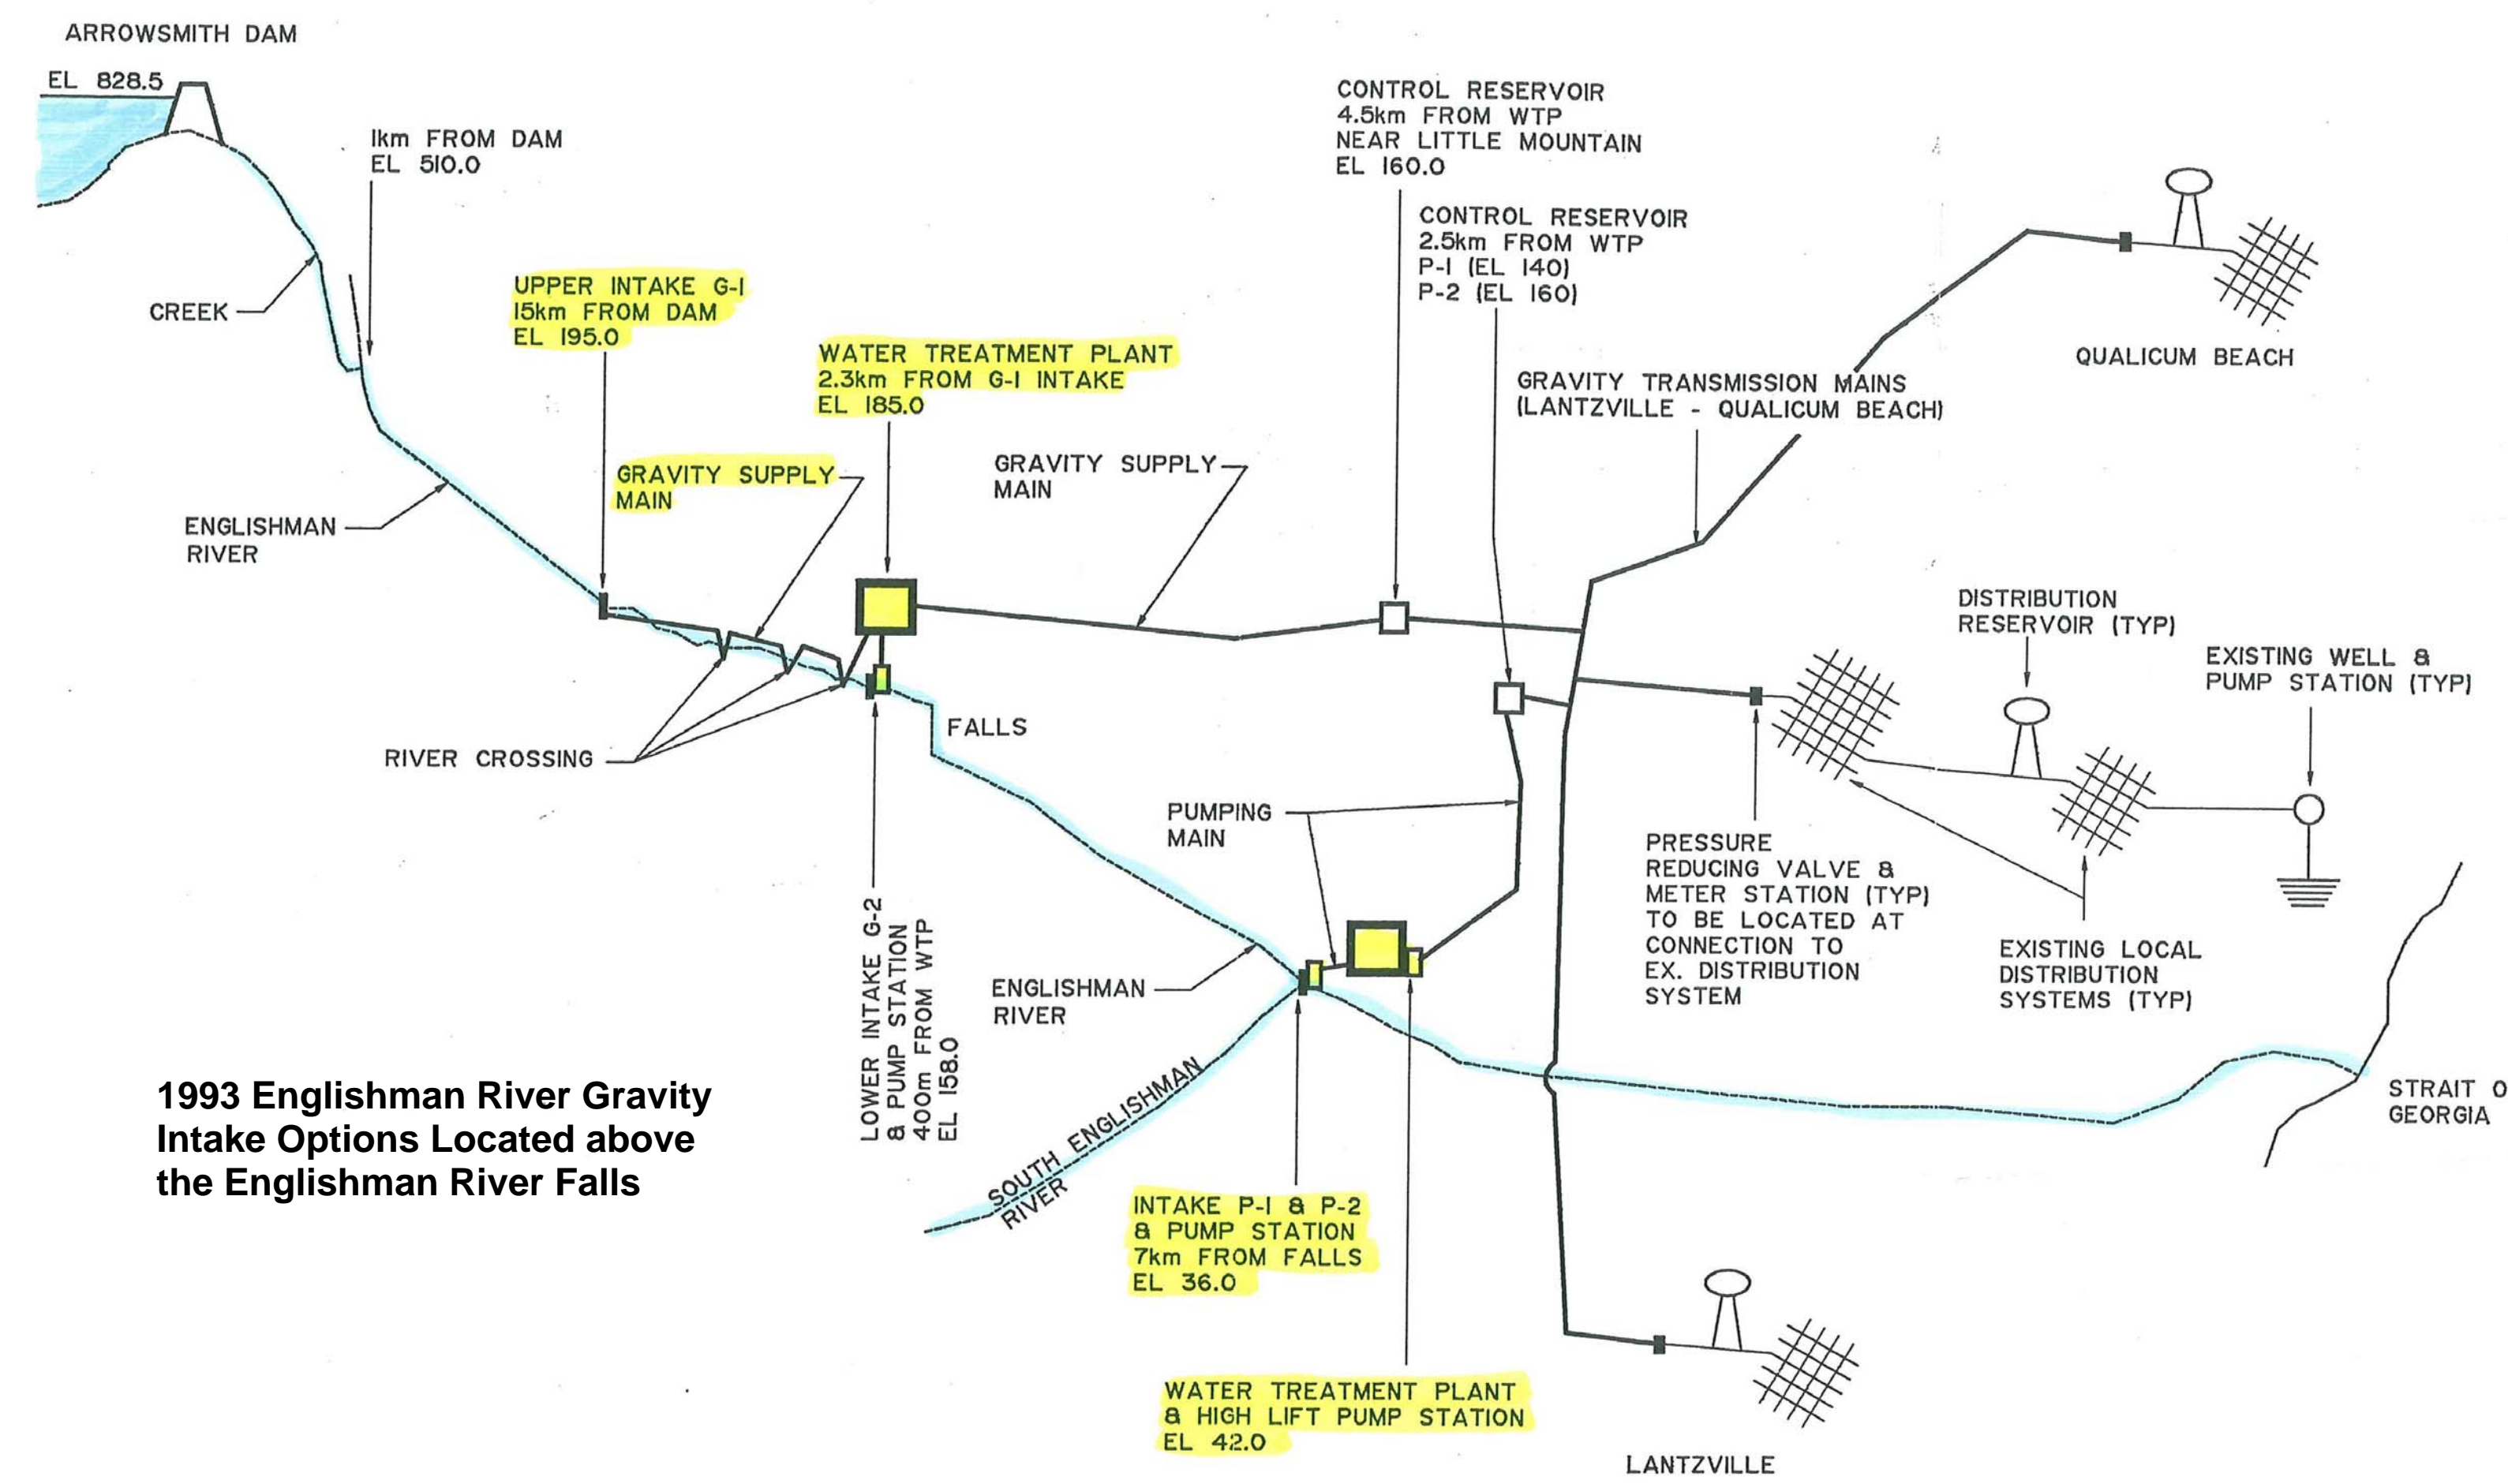 ARROWSMITH DAM
EL 828.5
1km FROM DAM
EL 510.0
CREEK
ENGLISHMAN
RIVER
UPPER INTAKE G-1
15km FROM DAM
EL 195.0
WATER TREATMENT PLANT
2.3km FROM G-1 INTAKE
EL 185.0
GRAVITY SUPPLY
MAIN
GRAVITY SUPPLY
MAIN
CONTROL RESERVOIR
4.5km FROM WTP
NEAR LITTLE MOUNTAIN
EL 160.0
CONTROL RESERVOIR
2.5km FROM WTP
P-1 (EL 140)
P-2 (EL 160)
GRAVITY TRANSMISSION MAINS
(LANTZVILLE - QUALICUM BEACH)
QUALICUM BEACH
DISTRIBUTION
RESERVOIR (TYP)
EXISTING WELL &
PUMP STATION (TYP)
RIVER CROSSING
FALLS
PUMPING
MAIN
PRESSURE
REDUCING VALVE &
METER STATION (TYP)
TO BE LOCATED AT
CONNECTION TO
EX. DISTRIBUTION
SYSTEM
EXISTING LOCAL
DISTRIBUTION
SYSTEMS (TYP)
LOWER INTAKE G-2
& PUMP STATION
400m FROM WTP
EL 158.0
ENGLISHMAN
RIVER
SOUTH ENGLISHMAN
RIVER
STRAIT O
GEORGIA
1993 Englishman River Gravity
Intake Options Located above
the Englishman River Falls
INTAKE P-1 & P-2
& PUMP STATION
7km FROM FALLS
EL 36.0
WATER TREATMENT PLANT
& HIGH LIFT PUMP STATION
EL 42.0
LANTZVILLE